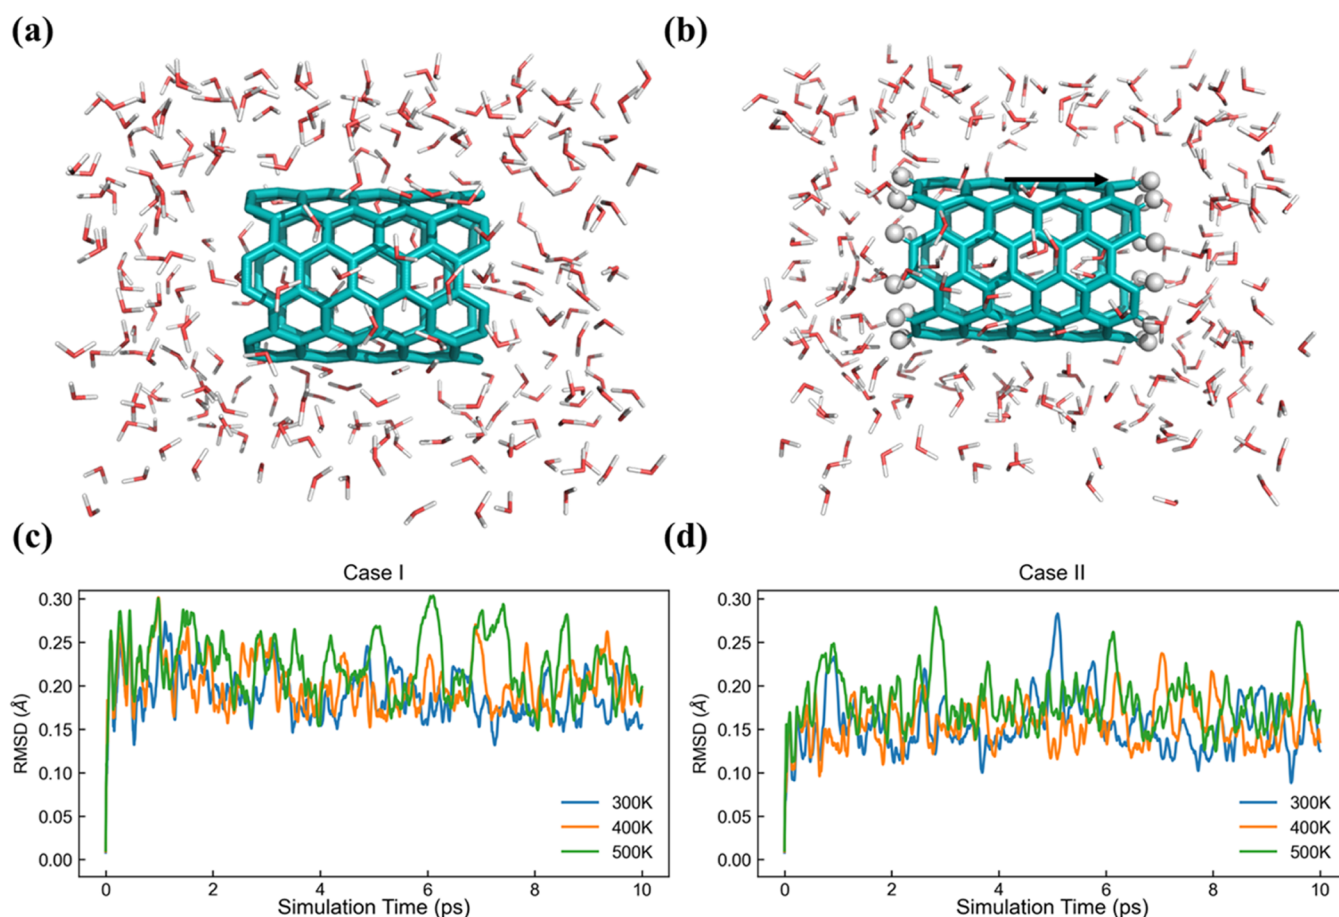 (a)
(b)
(c)
(d)
Case I
RMSD (Å)
0.30
0.25
0.20
0.15
0.10
0.05
0.00
300K
400K
500K
0 2 4 6 8 10
Simulation Time (ps)
Case II
RMSD (Å)
0.30
0.25
0.20
0.15
0.10
0.05
0.00
300K
400K
500K
0 2 4 6 8 10
Simulation Time (ps)